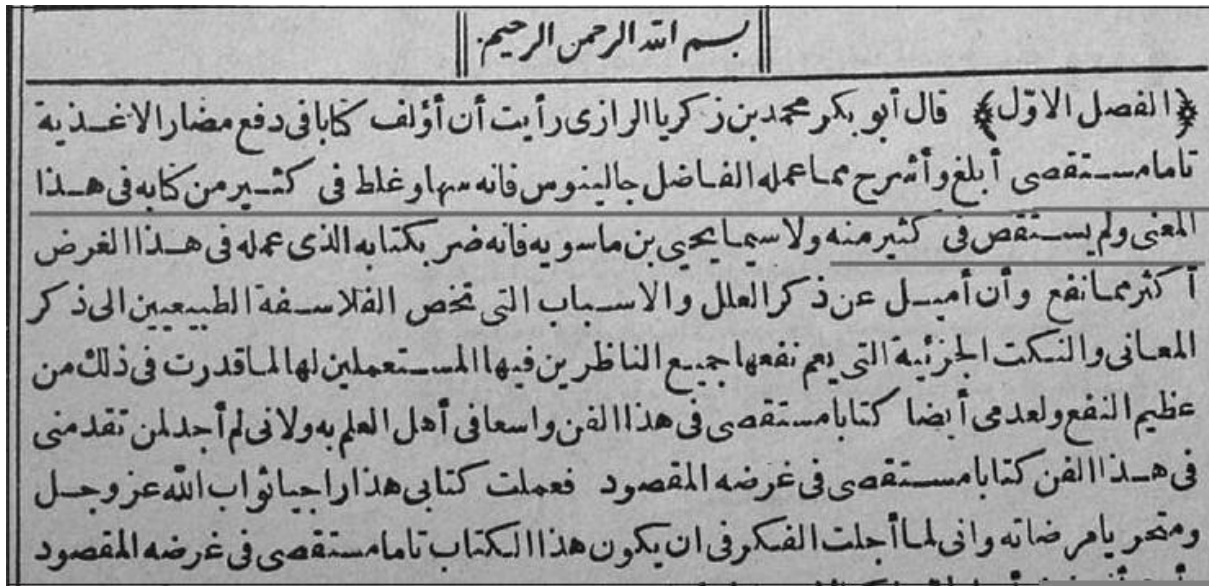 بسم الله الرحمن الرحيم
﴿الفصل الاوّل﴾ قال أبو بكر محمد بن زكريا الرازى رأيت أن أؤلف كتابا فى دفع مضار الاغذية
تاما مستقصى أبلغ وأشرح مما عمله الفاضل جالينوس فانه سها وغلط فى كثير من كتابه فى هذا
المعنى ولم يستقص فى كثير منه ولا سيما يحيى بن ماسويه فانه ضر بكتابه الذى عمله فى هذا الغرض
أكثر مما نفع وأن أميل عن ذكر العلل والاسباب التى تخص الفلاسفة الطبيعيين الى ذكر
المعانى والنكت الجزئية التى يعم نفعها جميع الناظرين فيها المستعملين لها لما قدرت فى ذلك من
عظيم النفع ولعدمى أيضا كتابا مستقصى فى هذا الفن واسعا فى أهل العلم به ولانى لم أجد لمن تقدمنى
فى هذا الفن كتابا مستقصى فى غرضه المقصود فعملت كتابى هذا راجيا ثواب الله عز وجل
ومتحريا مرضاته وانى لما أجلت الفكر فى ان يكون هذا الكتاب تاما مستقصى فى غرضه المقصود